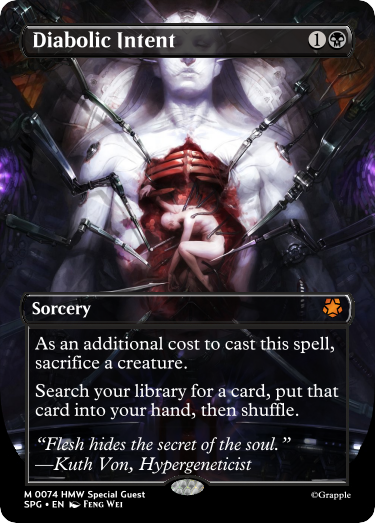 Diabolic Intent 1
Sorcery
As an additional cost to cast this spell,
sacrifice a creature.
Search your library for a card, put that
card into your hand, then shuffle.
“Flesh hides the secret of the soul.”
—Kuth Von, Hypergeneticist
M 0074 HMW Special Guest
SPG • EN Feng Wei
©Grapple